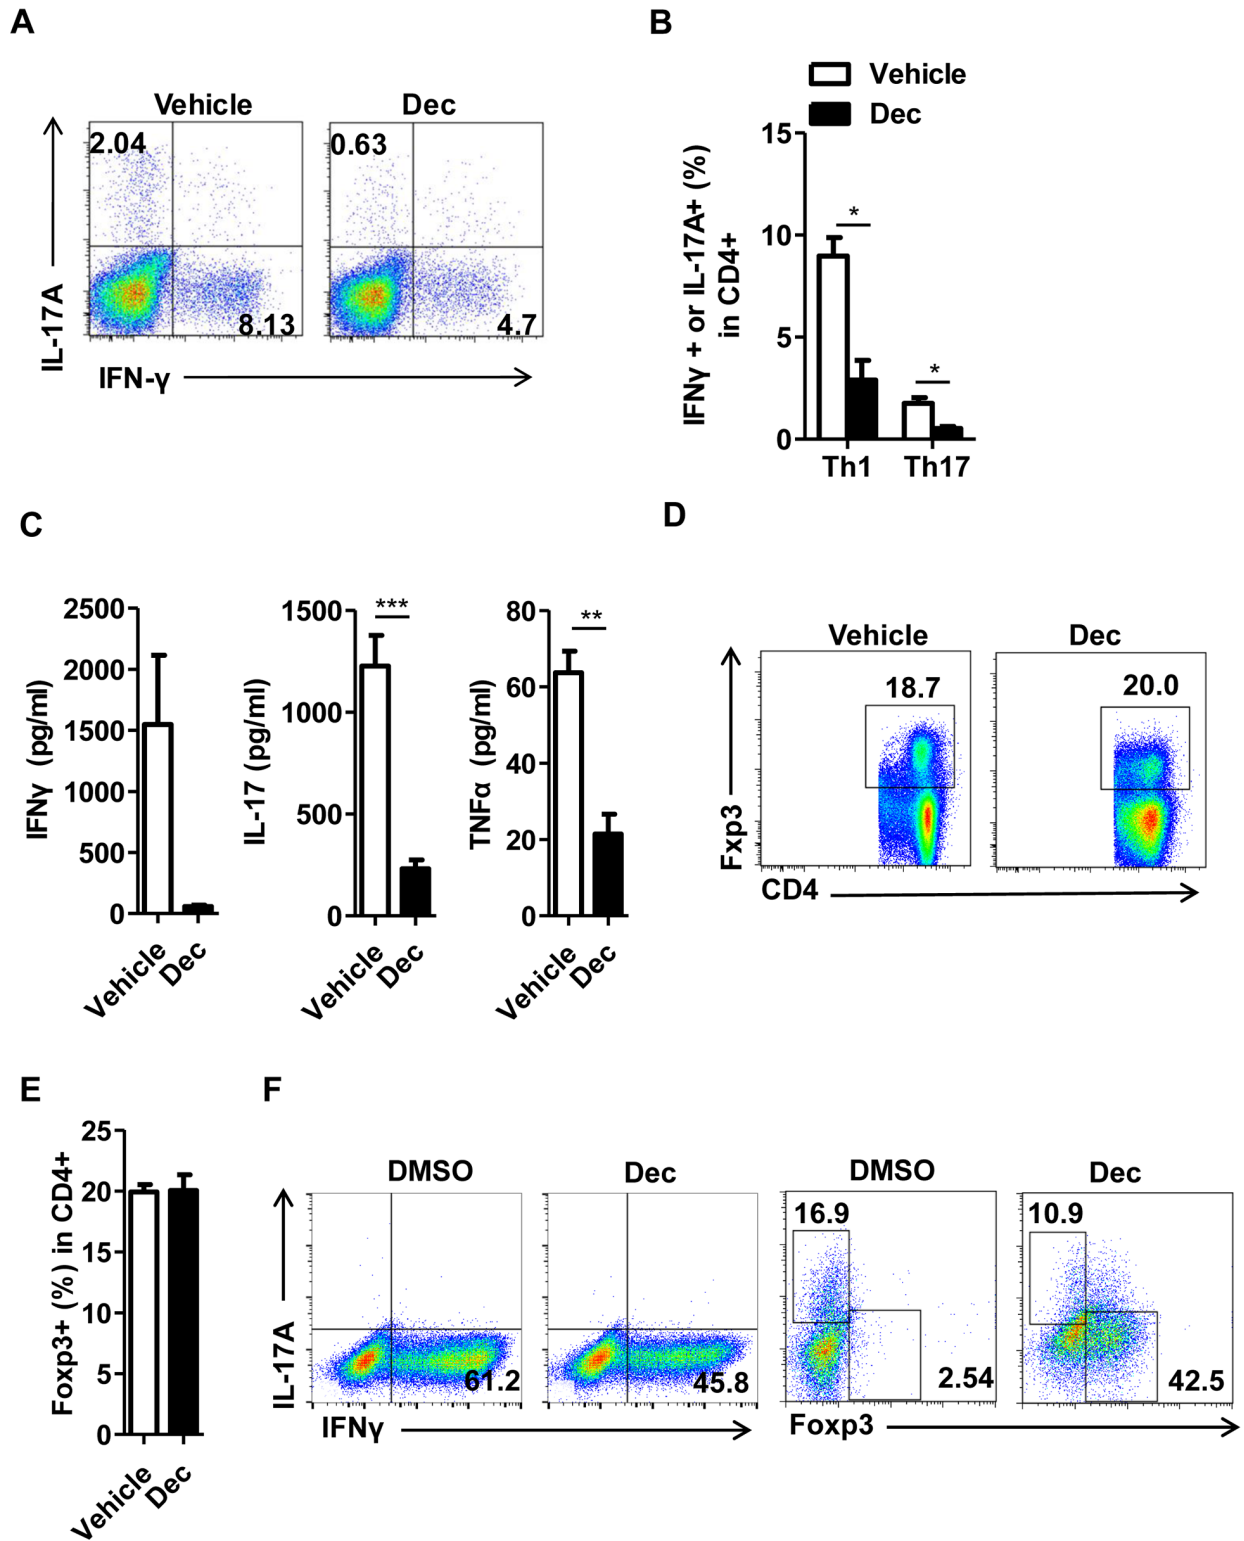 A
Vehicle
Dec
2.04
0.63
8.13
4.7
IL-17A
IFN-γ
B
Vehicle
Dec
15
10
5
0
IFNγ + or IL-17A+ (%)
in CD4+
*
*
Th1
Th17
C
2500
2000
1500
1000
500
0
IFNγ (pg/ml)
Vehicle
Dec
1500
1000
500
0
IL-17 (pg/ml)
***
Vehicle
Dec
80
60
40
20
0
TNFα (pg/ml)
**
Vehicle
Dec
D
Vehicle
Dec
18.7
20.0
Fxp3
CD4
E
25
20
15
10
5
0
Foxp3+ (%) in CD4+
Vehicle
Dec
F
DMSO
Dec
61.2
45.8
IL-17A
IFNγ
DMSO
Dec
16.9
10.9
2.54
42.5
Foxp3